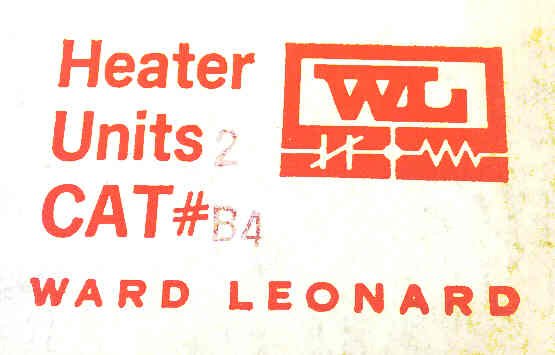 Heater
Units 2
CAT# B4
WL
WARD LEONARD